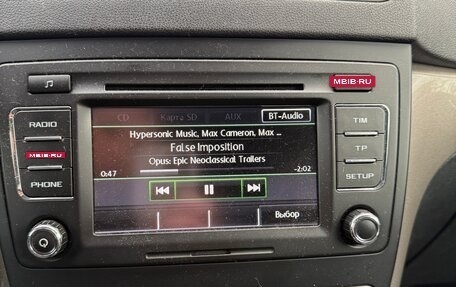 MBIB-RU
RADIO
MBIB-RU
PHONE
CD Карта SD AUX BT-Audio
Hypersonic Music, Max Cameron, Max ...
False Imposition
Opus: Epic Neoclassical Trailers
0:47 -2:02
Выбор
TIM
TP
SETUP